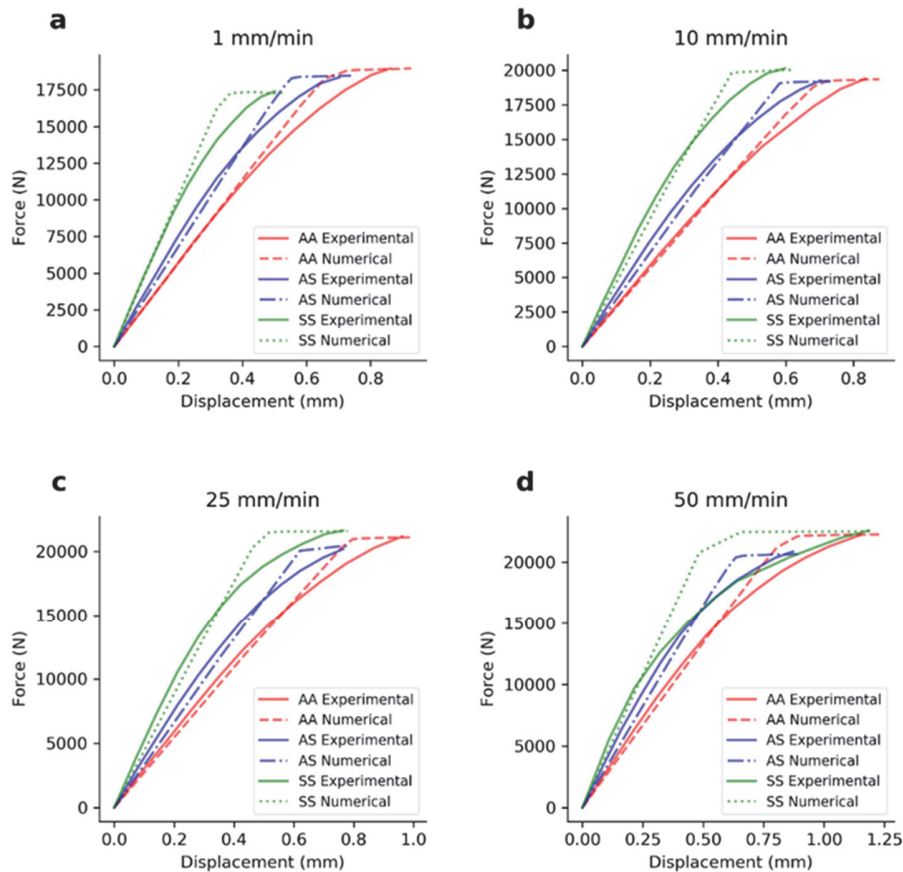 a
1 mm/min
Force (N)
17500
15000
12500
10000
7500
5000
2500
0
AA Experimental
AA Numerical
AS Experimental
AS Numerical
SS Experimental
SS Numerical
0.0 0.2 0.4 0.6 0.8
Displacement (mm)
b
10 mm/min
Force (N)
20000
17500
15000
12500
10000
7500
5000
2500
0
AA Experimental
AA Numerical
AS Experimental
AS Numerical
SS Experimental
SS Numerical
0.0 0.2 0.4 0.6 0.8
Displacement (mm)
c
25 mm/min
Force (N)
20000
15000
10000
5000
0
AA Experimental
AA Numerical
AS Experimental
AS Numerical
SS Experimental
SS Numerical
0.0 0.2 0.4 0.6 0.8 1.0
Displacement (mm)
d
50 mm/min
Force (N)
20000
15000
10000
5000
0
AA Experimental
AA Numerical
AS Experimental
AS Numerical
SS Experimental
SS Numerical
0.00 0.25 0.50 0.75 1.00 1.25
Displacement (mm)